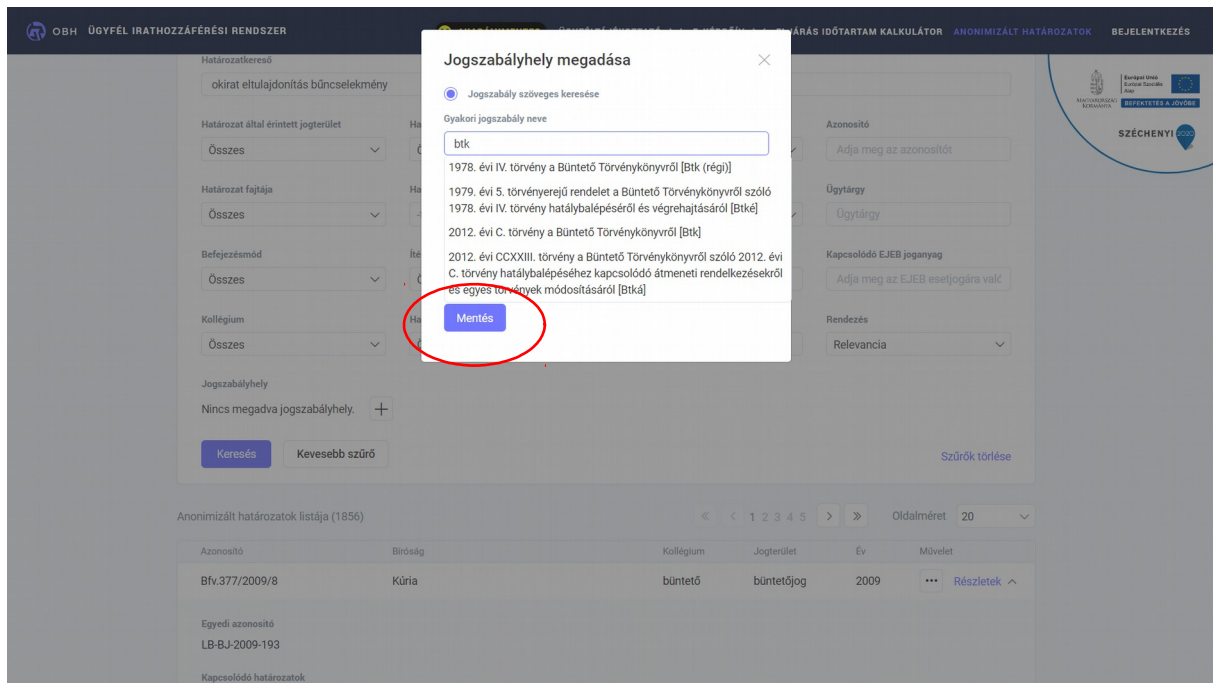 OBH ÜGYFÉL IRATHOZZÁFÉRÉSI RENDSZER
IDŐTARTAM KALKULÁTOR ANONIMIZÁLT HATÁROZATOK BEJELENTKEZÉS
Határozatkereső
okirat eltulajdonítás bűncselekmény
Jogszabályhely megadása
Jogszabály szöveges keresése
Gyakori jogszabály neve
btk
1978. évi IV. törvény a Büntető Törvénykönyvről [Btk (régi)]
1979. évi 5. törvényerejű rendelet a Büntető Törvénykönyvről szóló
1978. évi IV. törvény hatálybalépéséről és végrehajtásáról [Btké]
2012. évi C. törvény a Büntető Törvénykönyvről [Btk]
2012. évi CCXXIII. törvény a Büntető Törvénykönyvről szóló 2012. évi
C. törvény hatálybalépéséhez kapcsolódó átmeneti rendelkezésekről
és egyes törvények módosításáról [Btká]
Mentés
Határozat által érintett jogterület
Összes
Azonosító
Adja meg az azonosítót
Határozat fajtája
Összes
Ügytárgy
Ügytárgy
Befejezésmód
Összes
Kapcsolódó EJEB joganyag
Adja meg az EJEB esetjogára való
Kollégium
Összes
Rendezés
Relevancia
Jogszabályhely
Nincs megadva jogszabályhely.
Keresés Kevesebb szűrő
Szűrők törlése
Európai Unió
Európai Szociális
Alap
MAGYARORSZÁG
KORMÁNYA
BEFEKTETÉS A JÖVŐBE
SZÉCHENYI 2020
Anonimizált határozatok listája (1856)
« < 1 2 3 4 5 > » Oldalméret 20
Azonosító Bíróság Kollégium Jogterület Év Művelet
Bfv.377/2009/8 Kúria büntető büntetőjog 2009 ••• Részletek
Egyedi azonosító
LB-BJ-2009-193
Kapcsolódó határozatok